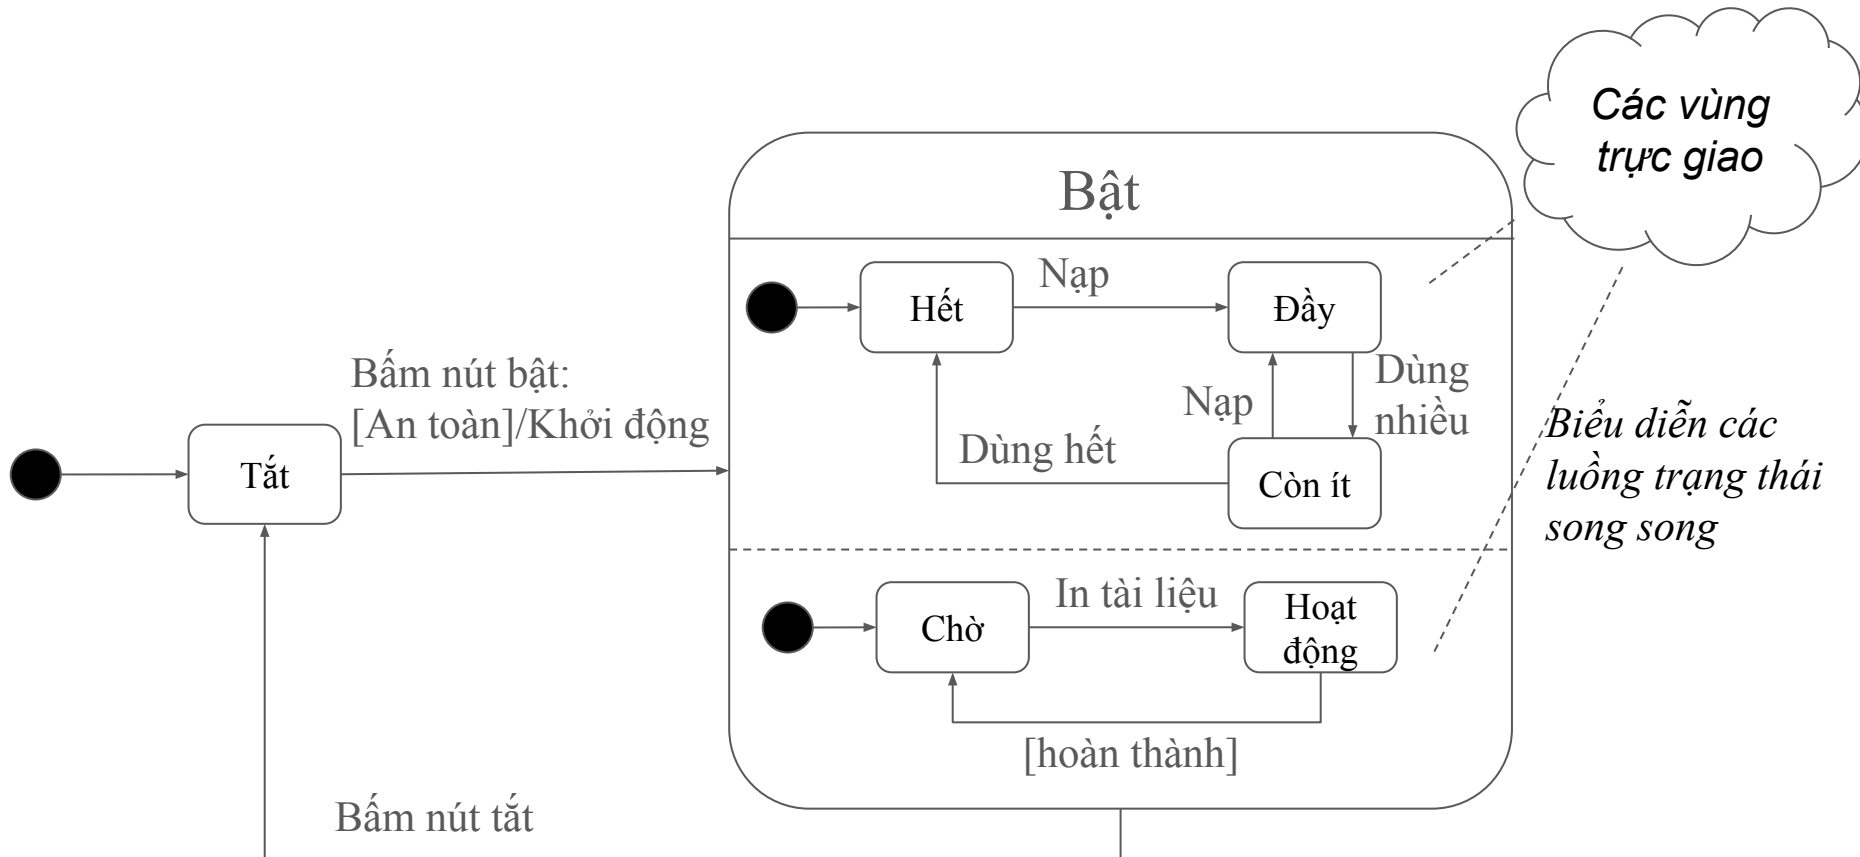 Các vùng
trực giao
Bật
Nạp
Hết
Đầy
Bấm nút bật:
[An toàn]/Khởi động
Dùng
nhiều
Nạp
Dùng hết
Tắt
Còn ít
Biểu diễn các
luồng trạng thái
song song
In tài liệu
Chờ
Hoạt
động
[hoàn thành]
Bấm nút tắt